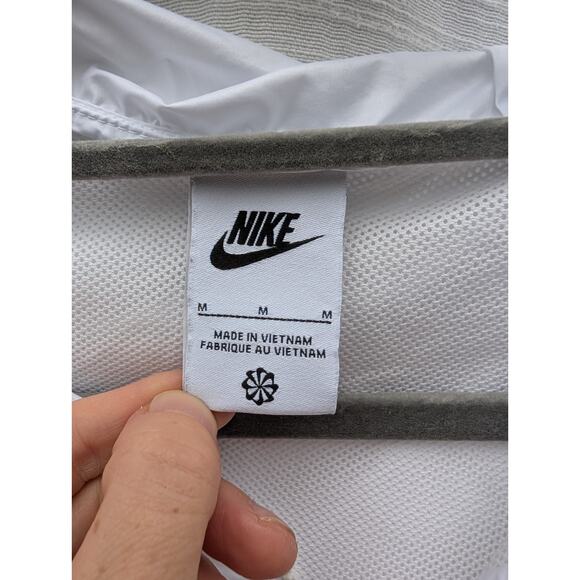 NIKE
M M M
MADE IN VIETNAM
FABRIQUE AU VIETNAM